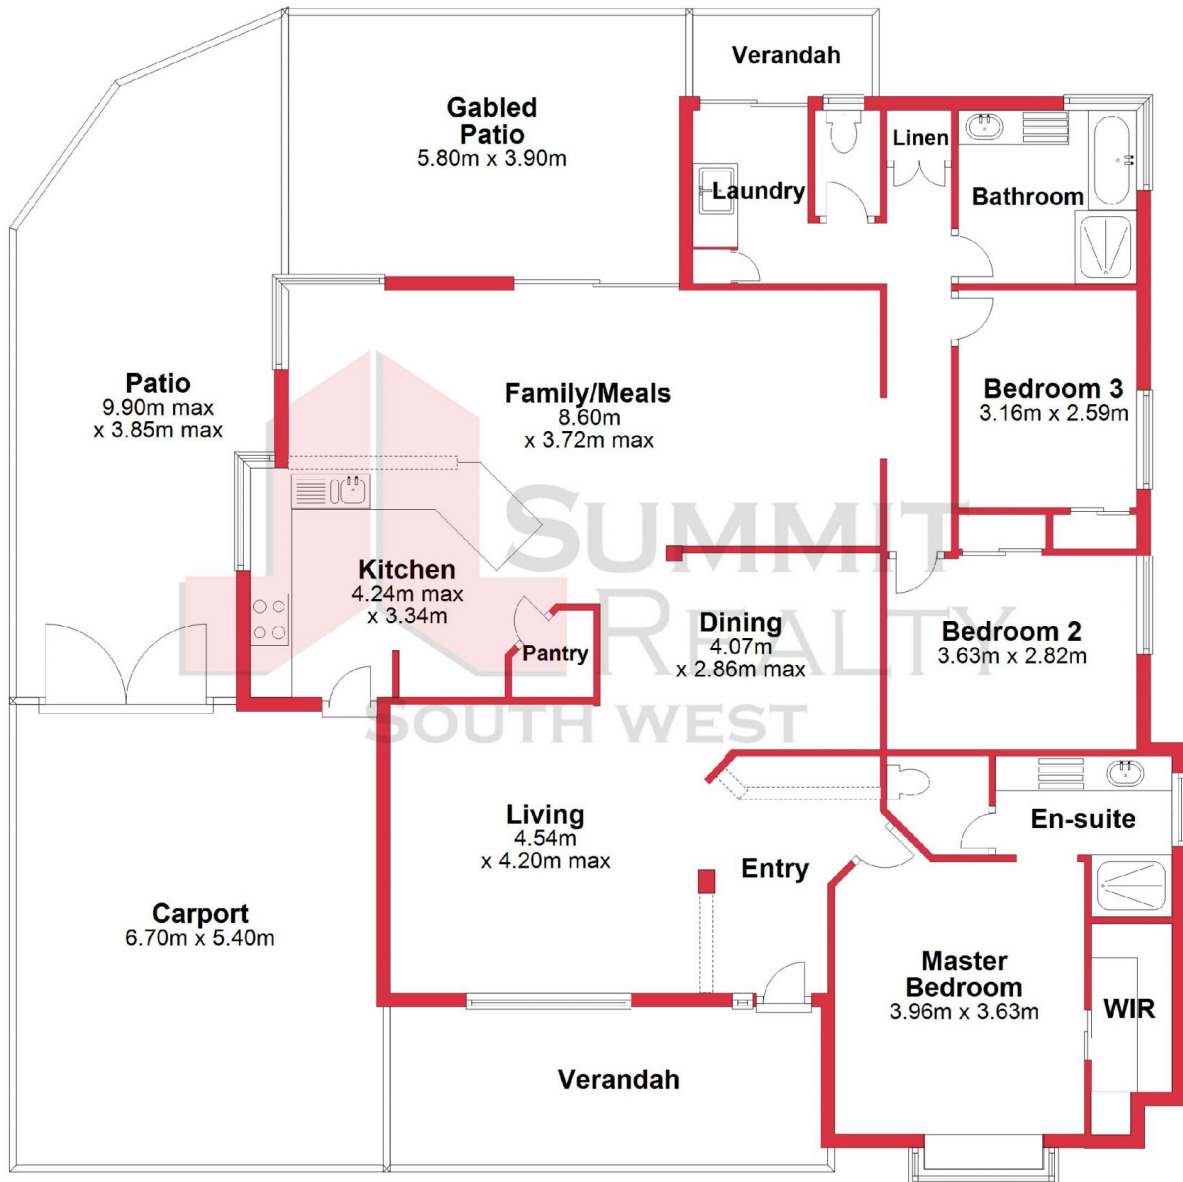 Verandah
Gabled
Patio
5.80m x 3.90m
Linen
Laundry
Bathroom
Patio
9.90m max
x 3.85m max
Family/Meals
8.60m
x 3.72m max
Bedroom 3
3.16m x 2.59m
SUMMIT
REALTY
SOUTH WEST
Kitchen
4.24m max
x 3.34m
Pantry
Dining
4.07m
x 2.86m max
Bedroom 2
3.63m x 2.82m
Living
4.54m
x 4.20m max
Entry
En-suite
Carport
6.70m x 5.40m
Master
Bedroom
3.96m x 3.63m
WIR
Verandah